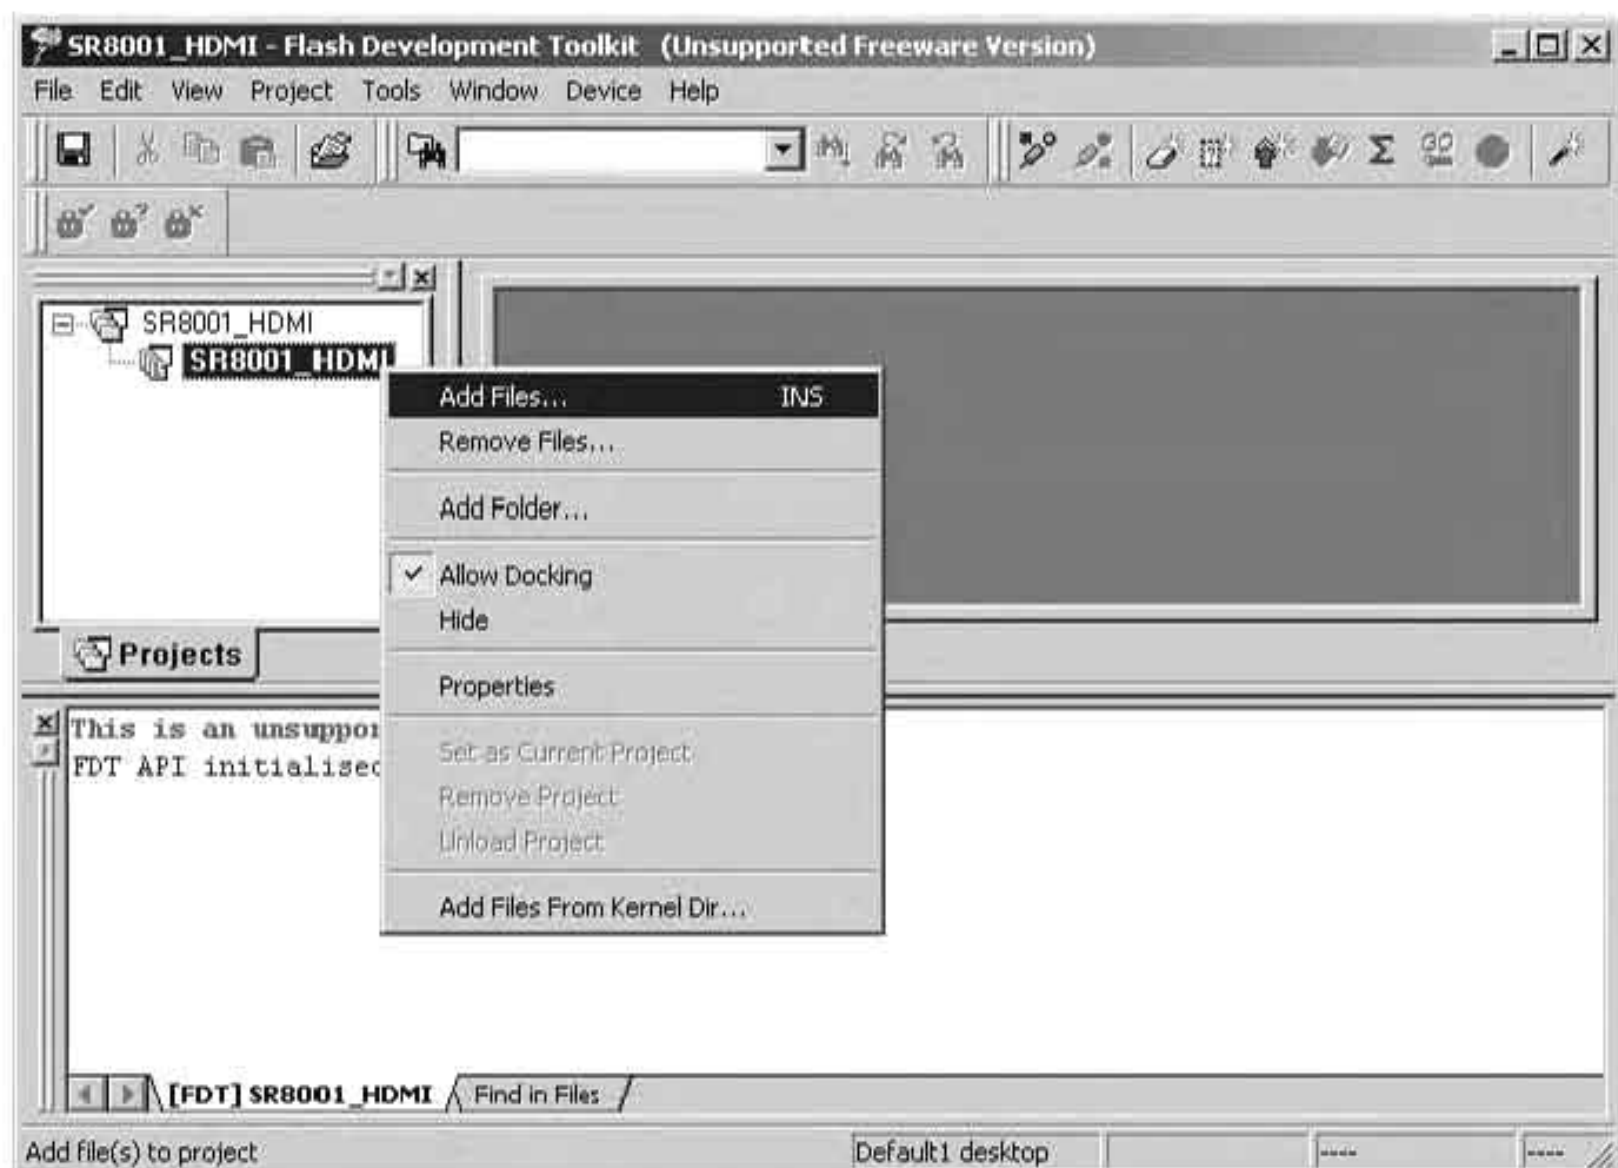 SR8001_HDMI - Flash Development Toolkit (Unsupported Freeware Version)
File Edit View Project Tools Window Device Help
SR8001_HDMI
SR8001_HDMI
Add Files... INS
Remove Files...
Add Folder...
Allow Docking
Hide
Properties
Set as Current Project
Remove Project
Unload Project
Add Files From Kernel Dir...
Projects
This is an unsuppor
FDT API initialised
[FDT] SR8001_HDMI Find in Files
Add file(s) to project Default1 desktop ---- ----